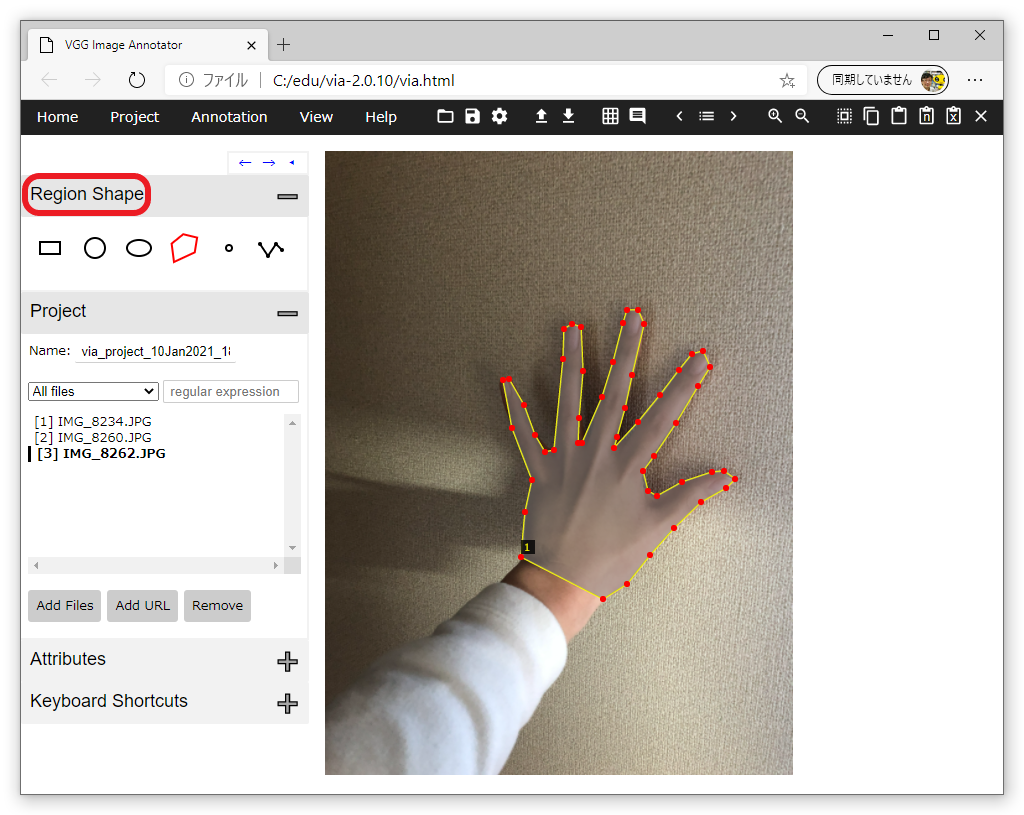 VGG Image Annotator
ファイル C:/edu/via-2.0.10/via.html 同期していません
Home Project Annotation View Help
Region Shape
Project
Name: via_project_10Jan2021_18
All files regular expression
[1] IMG_8234.JPG
[2] IMG_8260.JPG
[3] IMG_8262.JPG
Add Files Add URL Remove
Attributes
Keyboard Shortcuts
1